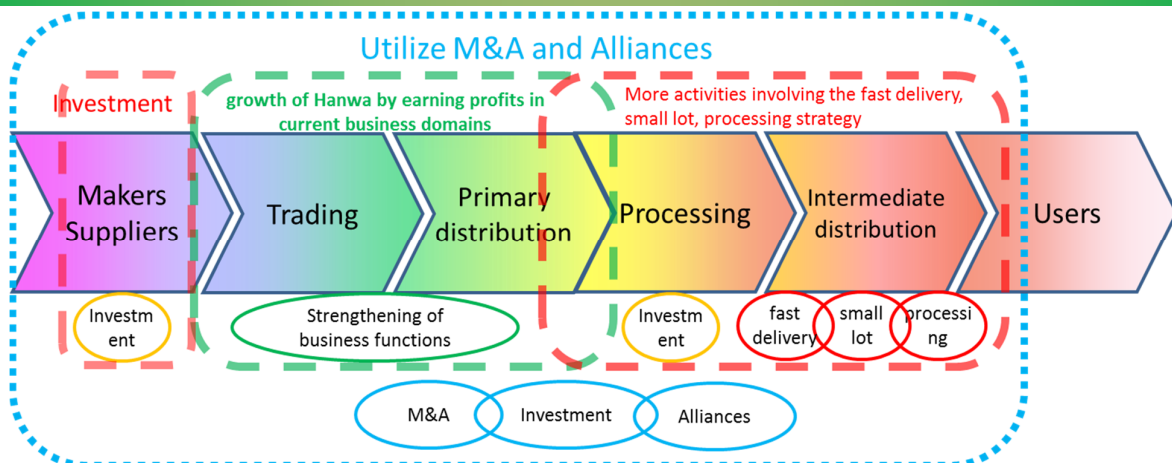 Utilize M&A and Alliances
Investment
growth of Hanwa by earning profits in
current business domains
More activities involving the fast delivery,
small lot, processing strategy
Makers
Suppliers
Trading
Primary
distribution
Processing
Intermediate
distribution
Users
Investm
ent
Strengthening of
business functions
Investm
ent
fast
delivery
small
lot
processi
ng
M&A
Investment
Alliances